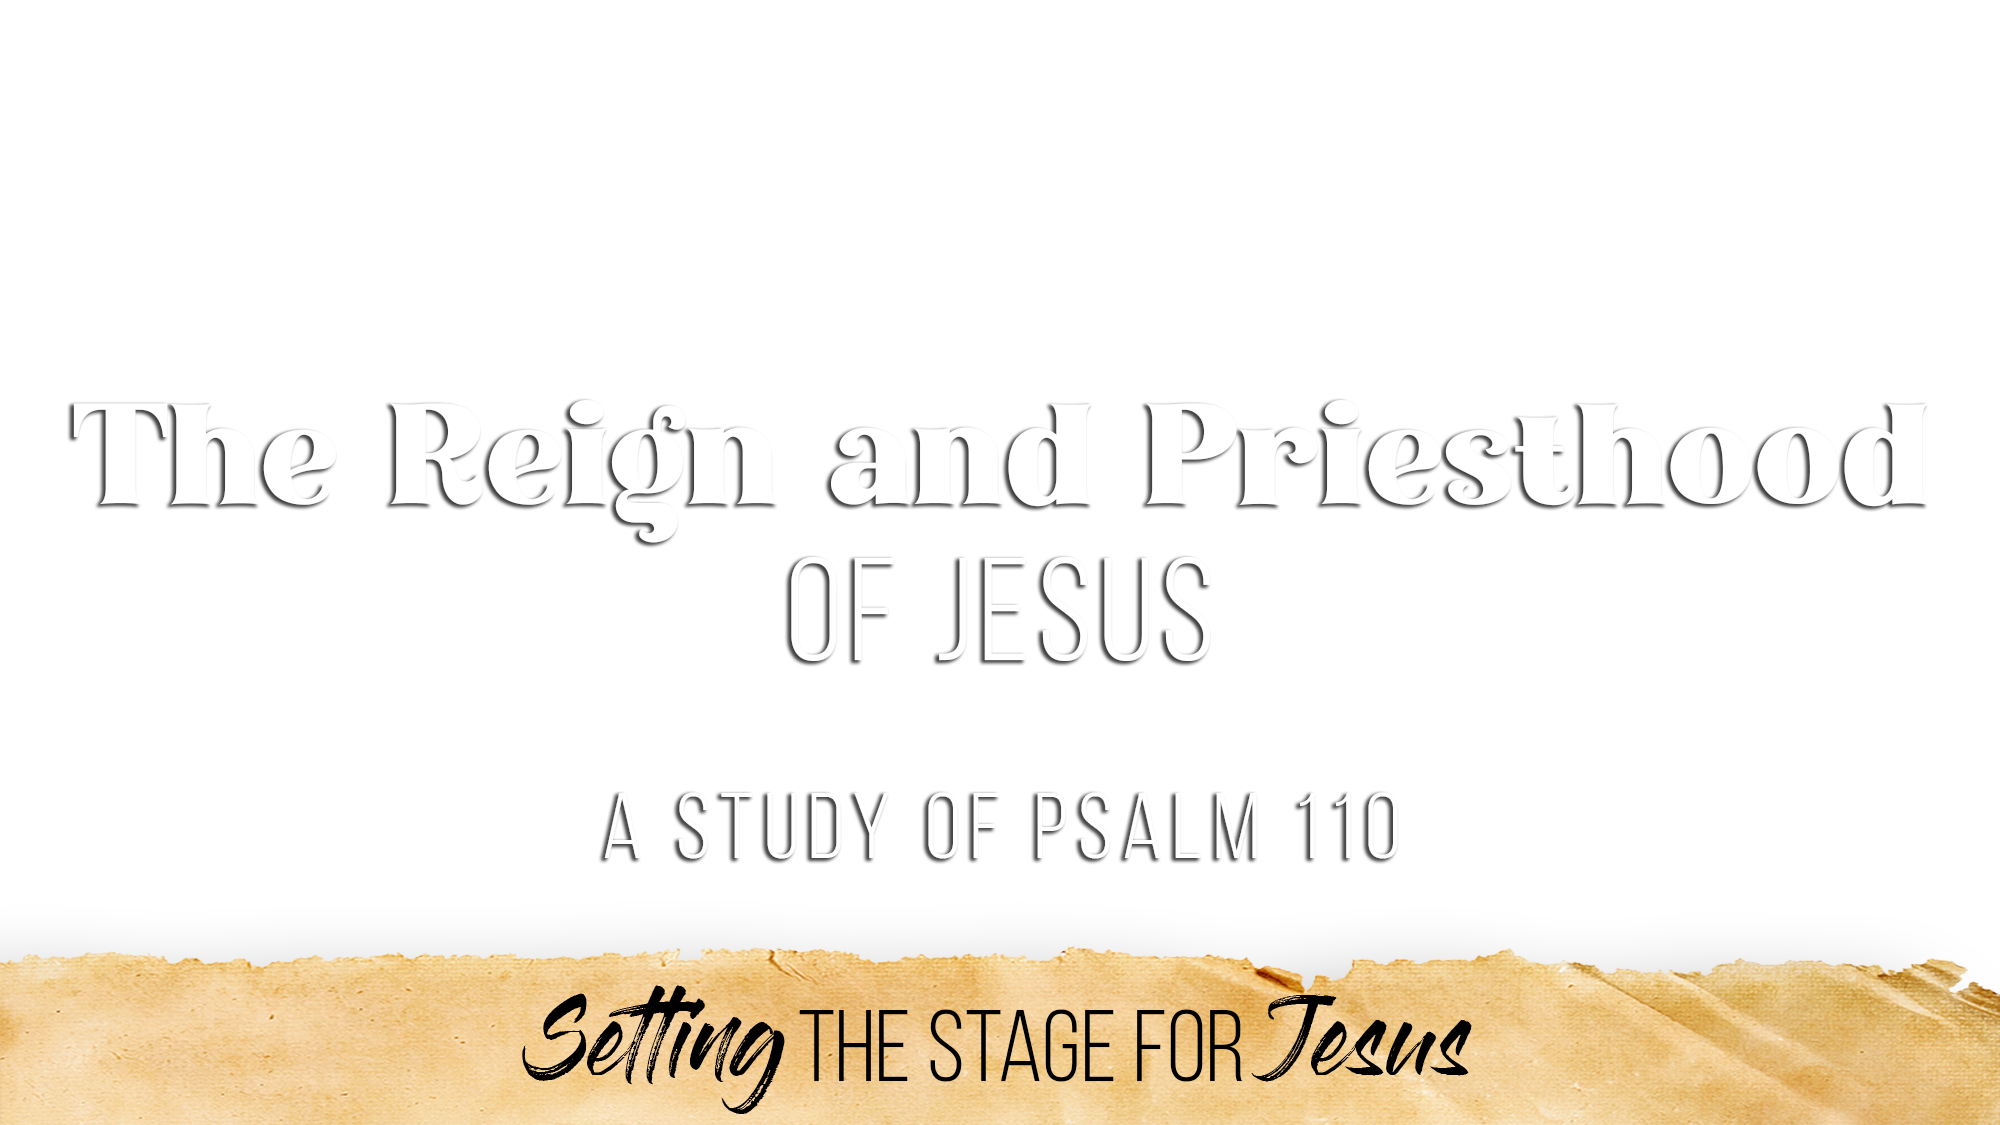 The Reign and Priesthood
OF JESUS
A STUDY OF PSALM 110
Setting THE STAGE FOR Jesus